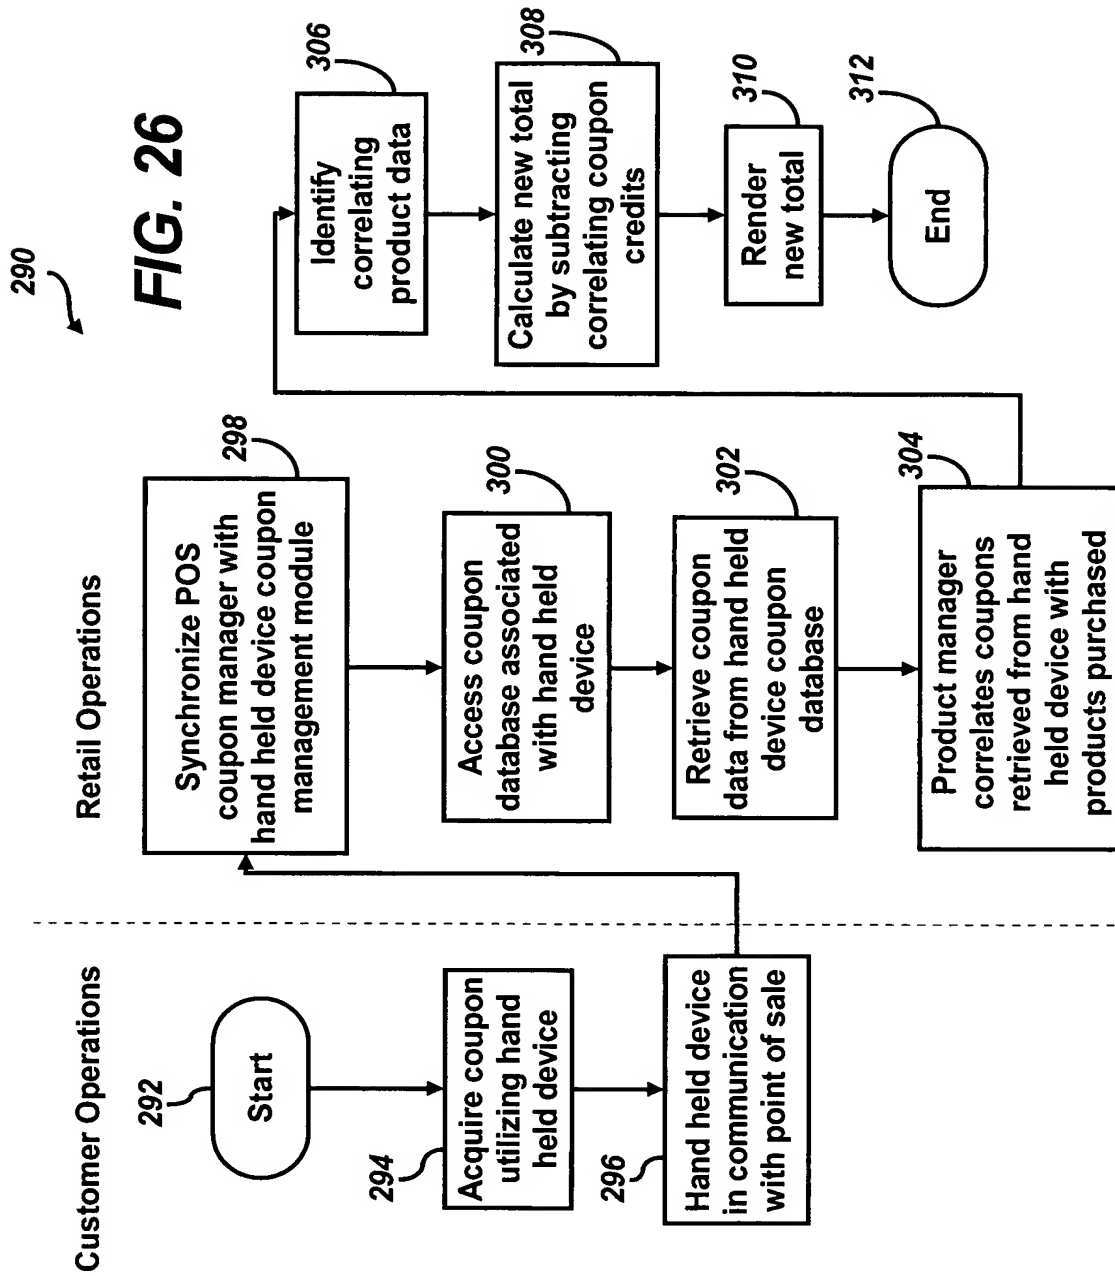 290
FIG. 26
Customer Operations
Retail Operations
292
Start
294
Acquire coupon
utilizing hand
held device
296
Hand held device
in communication
with point of sale
298
Synchronize POS
coupon manager with
hand held device coupon
management module
300
Access coupon
database associated
with hand held
device
302
Retrieve coupon
data from hand held
device coupon
database
304
Product manager
correlates coupons
retrieved from hand
held device with
products purchased
306
Identify
correlating
product data
308
Calculate new total
by subtracting
correlating coupon
credits
310
Render
new total
312
End